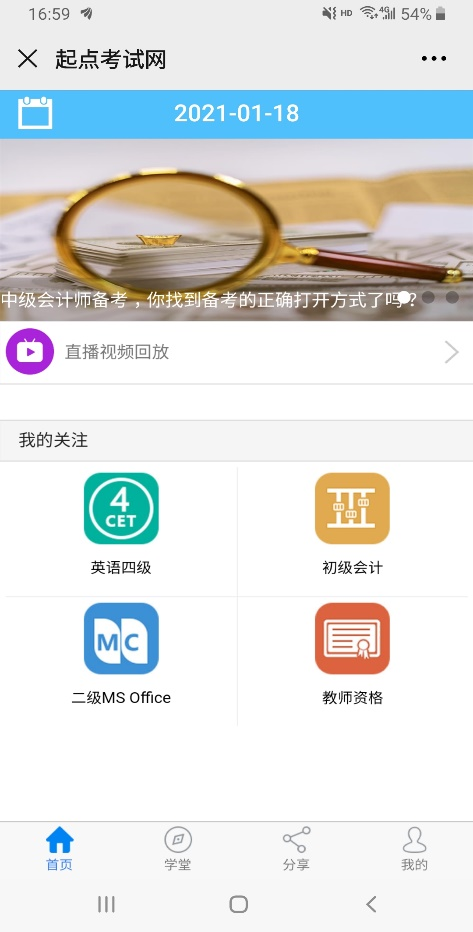 16:59 HD 4G 54%
起点考试网
2021-01-18
中级会计师备考，你找到备考的正确打开方式了吗？
直播视频回放
我的关注
4
CET
英语四级
初级会计
MC
二级MS Office
教师资格
首页 学堂 分享 我的